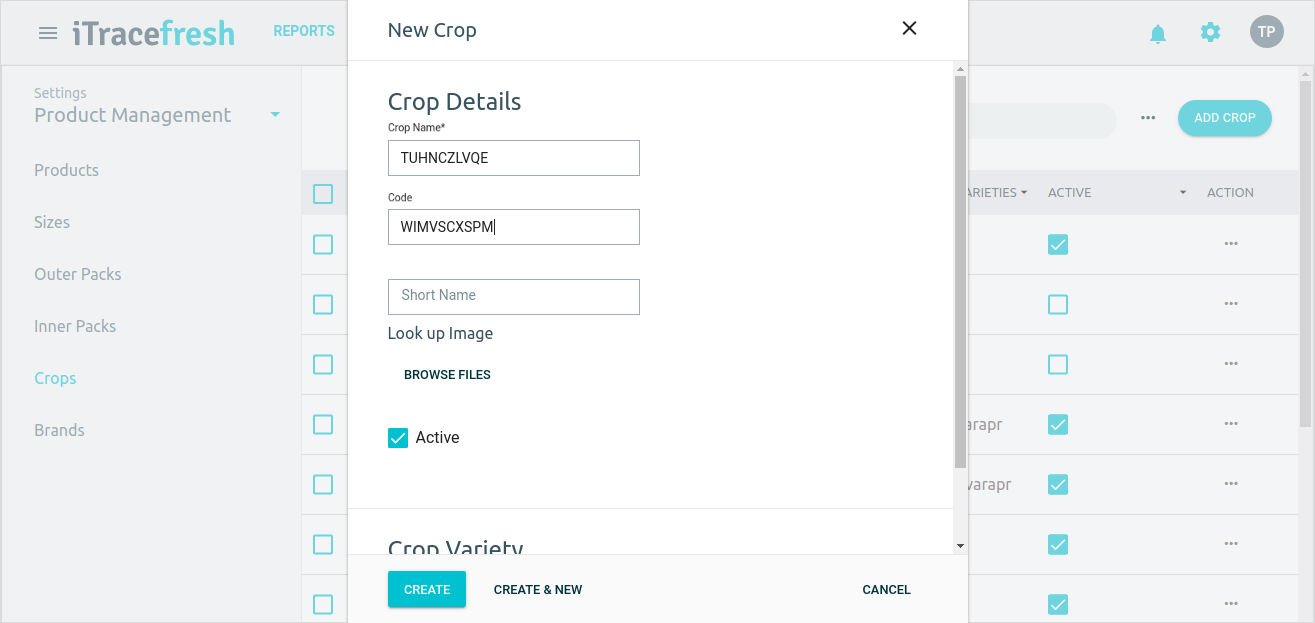 iTracefresh
REPORTS
New Crop
TP
Settings
Product Management
Products
Sizes
Outer Packs
Inner Packs
Crops
Brands
Crop Details
Crop Name*
TUHNCZLVQE
Code
WIMVSCXSPM
Short Name
Look up Image
BROWSE FILES
Active
Crop Variety
CREATE
CREATE & NEW
CANCEL
ADD CROP
ARIETIES
ACTIVE
ACTION
arapr
varapr